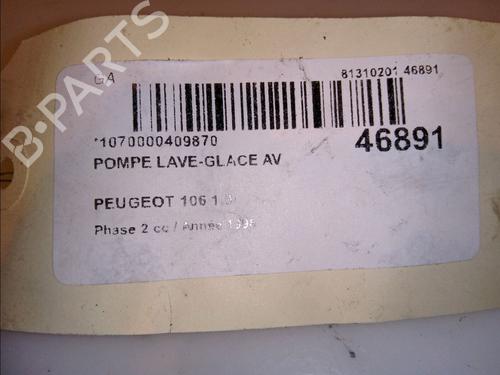 B-PARTS
GA
81310201 46891
*1070000409870
46891
POMPE LAVE-GLACE AV
PEUGEOT 106
Phase 2 cc / Année